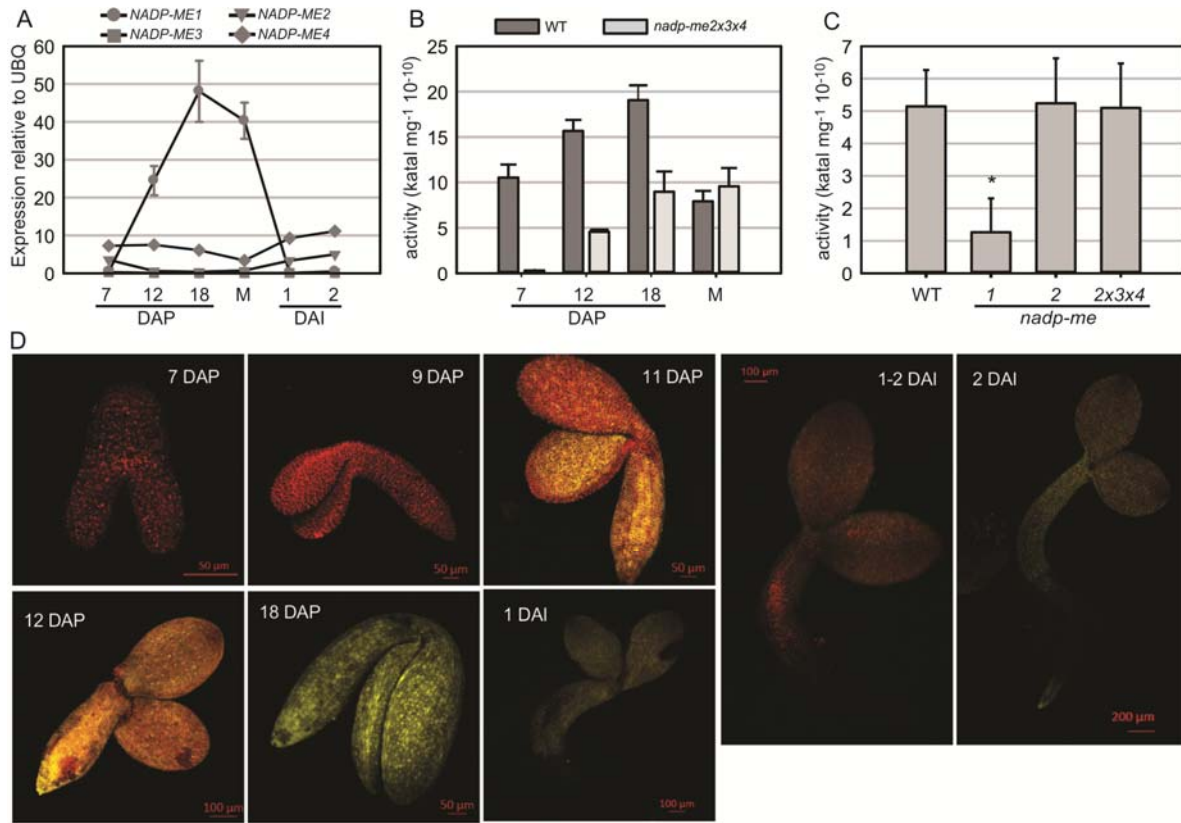 A
NADP-ME1 NADP-ME2
NADP-ME3 NADP-ME4
Expression relative to UBQ
60
50
40
30
20
10
0
7 12 18 M 1 2
DAP DAI
B
WT nadp-me2x3x4
activity (katal mg-1 10-10)
25
20
15
10
5
0
7 12 18 M
DAP
C
activity (katal mg-1 10-10)
7
6
5
4
3
2
1
0
*
WT 1 2 2x3x4
nadp-me
D
7 DAP
50 µm
9 DAP
50 µm
11 DAP
50 µm
100 µm
1-2 DAI
2 DAI
200 µm
12 DAP
100 µm
18 DAP
50 µm
1 DAI
100 µm